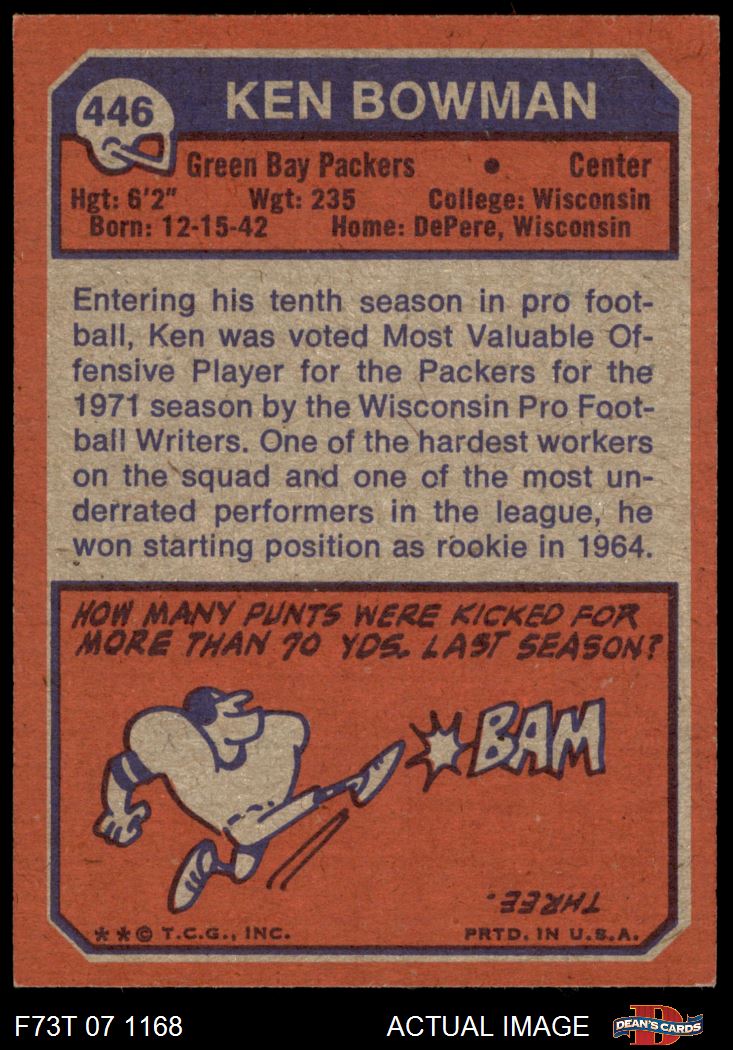 446
KEN BOWMAN
Green Bay Packers • Center
Hgt: 6'2" Wgt: 235 College: Wisconsin
Born: 12-15-42 Home: DePere, Wisconsin
Entering his tenth season in pro foot-
ball, Ken was voted Most Valuable Of-
fensive Player for the Packers for the
1971 season by the Wisconsin Pro Foot-
ball Writers. One of the hardest workers
on the squad and one of the most un-
derrated performers in the league, he
won starting position as rookie in 1964.
HOW MANY PUNTS WERE KICKED FOR
MORE THAN 70 YDS. LAST SEASON?
BAM
THREE.
**© T.C.G., INC. PRTD. IN U.S.A.
F73T 07 1168 ACTUAL IMAGE D DEAN'S CARDS